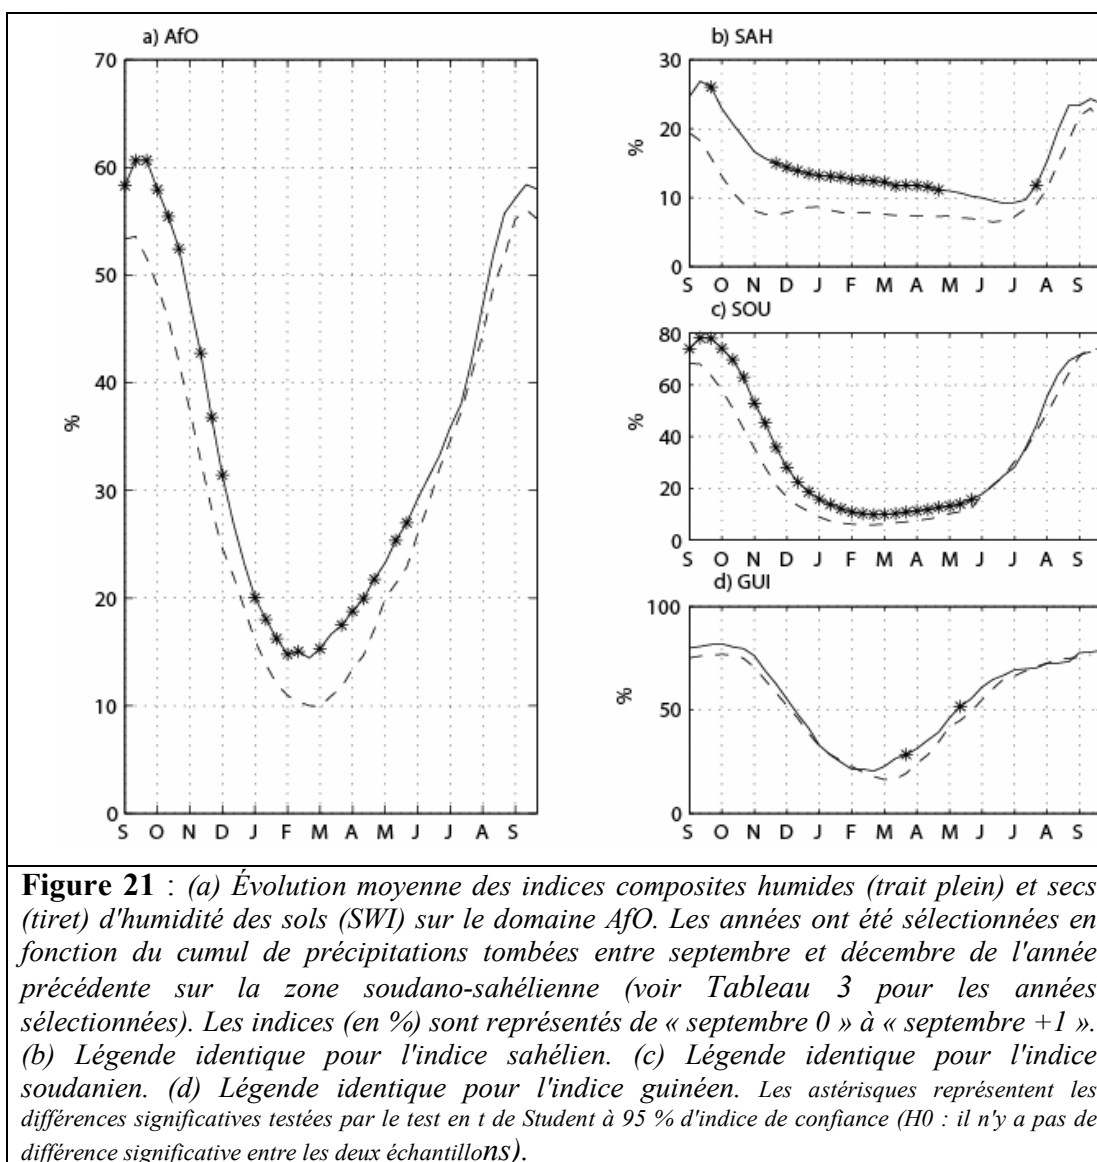 a) AfO
70
60
50
40
30
20
10
0
%
S O N D J F M A M J J A S
b) SAH
30
20
10
0
%
S O N D J F M A M J J A S
c) SOU
80
60
40
20
0
%
S O N D J F M A M J J A S
d) GUI
100
50
0
%
S O N D J F M A M J J A S
Figure 21 : (a) Évolution moyenne des indices composites humides (trait plein) et secs
(tiret) d'humidité des sols (SWI) sur le domaine AfO. Les années ont été sélectionnées en
fonction du cumul de précipitations tombées entre septembre et décembre de l'année
précédente sur la zone soudano-sahélienne (voir Tableau 3 pour les années
sélectionnées). Les indices (en %) sont représentés de « septembre 0 » à « septembre +1 ».
(b) Légende identique pour l'indice sahélien. (c) Légende identique pour l'indice
soudanien. (d) Légende identique pour l'indice guinéen. Les astérisques représentent les
différences significatives testées par le test en t de Student à 95 % d'indice de confiance (H0 : il n'y a pas de
différence significative entre les deux échantillons).